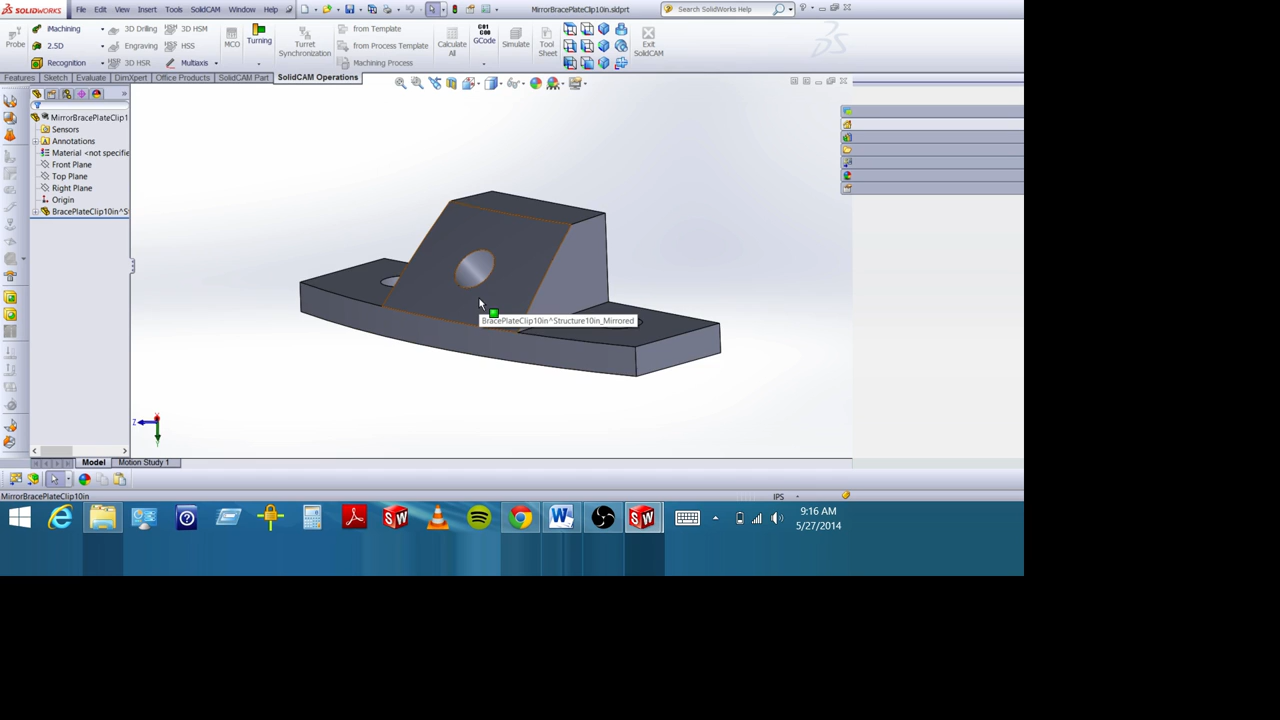 SOLIDWORKS File Edit View Insert Tools SolidCAM Window Help MirrorBracePlateClip10in.sldprt Search SolidWorks Help
iMachining 3D Drilling 3D HSM from Template
Probe 2.5D Engraving HSS MCO Turning Turret Synchronization from Process Template Calculate All GCode Simulate Tool Sheet Exit SolidCAM
Recognition 3D HSR Multiaxis Machining Process
Features Sketch Evaluate DimXpert Office Products SolidCAM Part SolidCAM Operations
MirrorBracePlateClip1
Sensors
Annotations
Material <not specifie
Front Plane
Top Plane
Right Plane
Origin
BracePlateClip10in^S
BracePlateClip10in^Structure10in_Mirrored
Z
Model Motion Study 1
MirrorBracePlateClip10in IPS
9:16 AM
5/27/2014